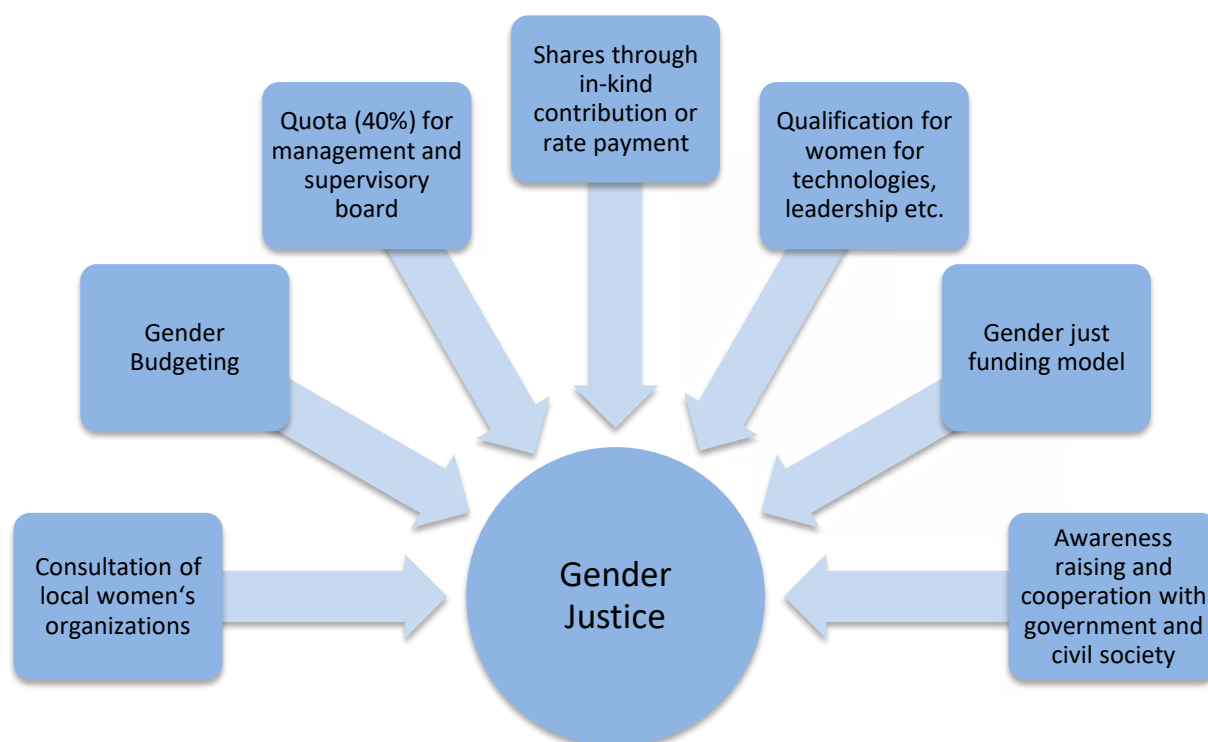 Shares through
in-kind
contribution or
rate payment
Quota (40%) for
management and
supervisory
board
Qualification for
women for
technologies,
leadership etc.
Gender
Budgeting
Gender just
funding model
Consultation of
local women‘s
organizations
Gender
Justice
Awareness
raising and
cooperation with
government and
civil society